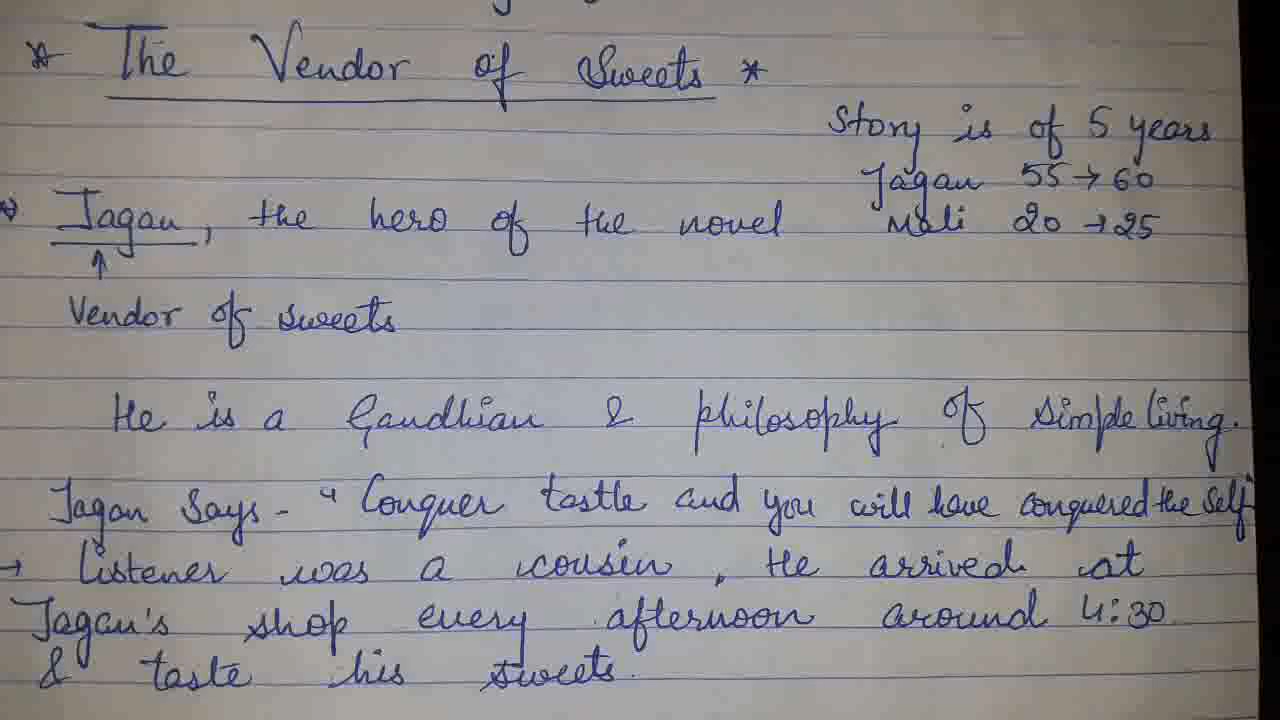 * The Vendor of Sweets *
Story is of 5 years
Jagan 55 → 60
Mali 20 → 25
Jagan, the hero of the novel
↑
Vendor of sweets
He is a Gandhian & philosophy of simple living.
Jagan Says - " Conquer tastle and you will have conquered the self"
→ listener was a cousin, He arrived at
Jagan's shop every afternoon around 4:30
& taste his sweets.